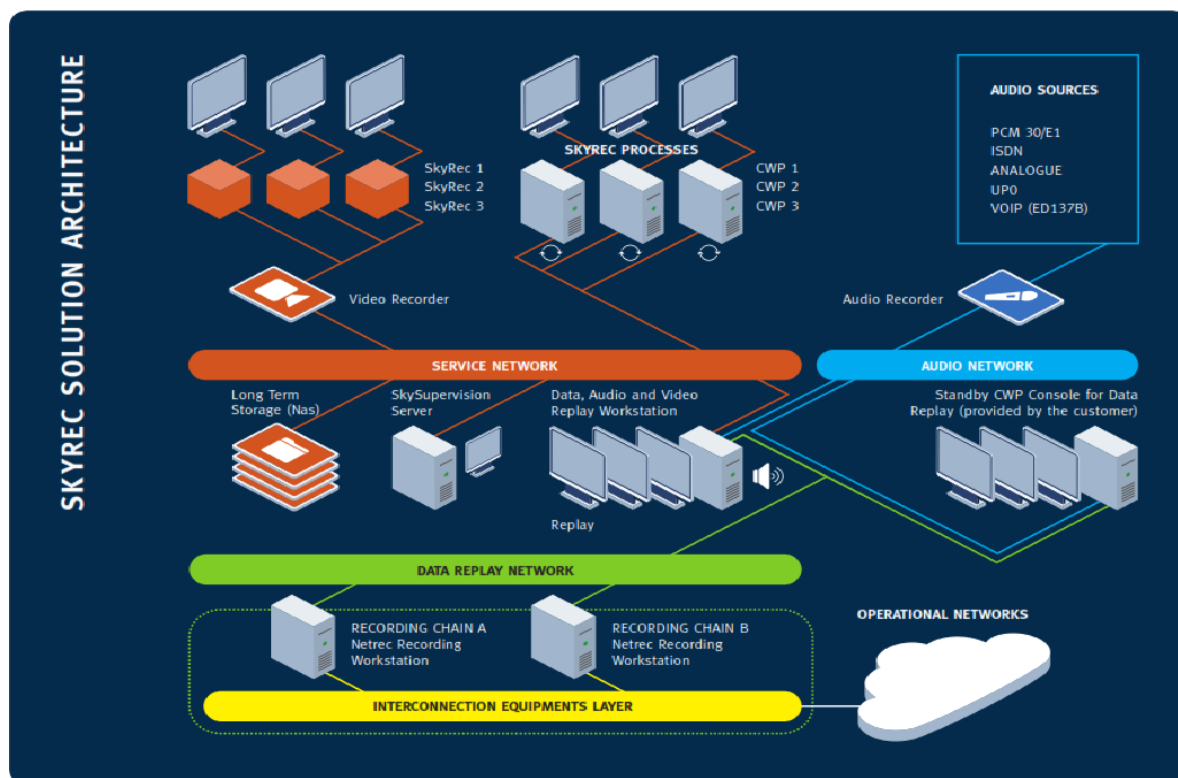 SKYREC SOLUTION ARCHITECTURE
SKYREC PROCESSES
SkyRec 1
SkyRec 2
SkyRec 3
CWP 1
CWP 2
CWP 3
AUDIO SOURCES
PCM 30/E1
ISDN
ANALOGUE
UP0
VOIP (ED137B)
Video Recorder
Audio Recorder
SERVICE NETWORK
AUDIO NETWORK
Long Term
Storage (Nas)
SkySupervision
Server
Data, Audio and Video
Replay Workstation
Standby CWP Console for Data
Replay (provided by the customer)
Replay
DATA REPLAY NETWORK
RECORDING CHAIN A
Netrec Recording
Workstation
RECORDING CHAIN B
Netrec Recording
Workstation
OPERATIONAL NETWORKS
INTERCONNECTION EQUIPMENTS LAYER